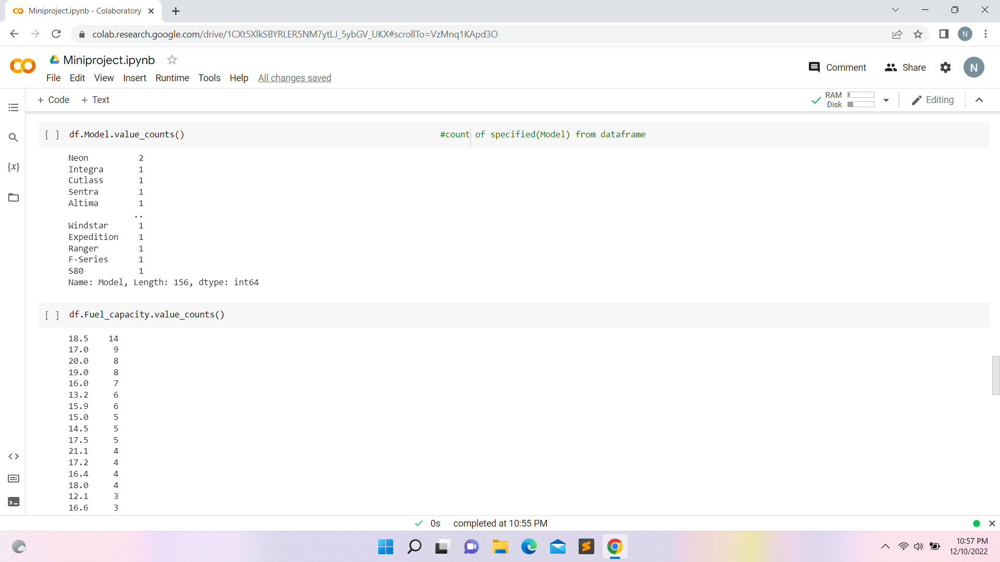 Miniproject.ipynb - Colaboratory
colab.research.google.com/drive/1CXt5XlkSBYRLER5NM7ytLJ_5ybGV_UKX#scrollTo=VzMnq1KApd3O
N
Miniproject.ipynb
Comment
Share
N
File Edit View Insert Runtime Tools Help All changes saved
+ Code + Text
RAM
Disk
Editing
{x}
[ ] df.Model.value_counts() #count of specified(Model) from dataframe
Neon 2
Integra 1
Cutlass 1
Sentra 1
Altima 1
..
Windstar 1
Expedition 1
Ranger 1
F-Series 1
S80 1
Name: Model, Length: 156, dtype: int64
[ ] df.Fuel_capacity.value_counts()
18.5 14
17.0 9
20.0 8
19.0 8
16.0 7
13.2 6
15.9 6
15.0 5
14.5 5
17.5 5
21.1 4
17.2 4
16.4 4
18.0 4
12.1 3
16.6 3
0s completed at 10:55 PM
10:57 PM
12/10/2022